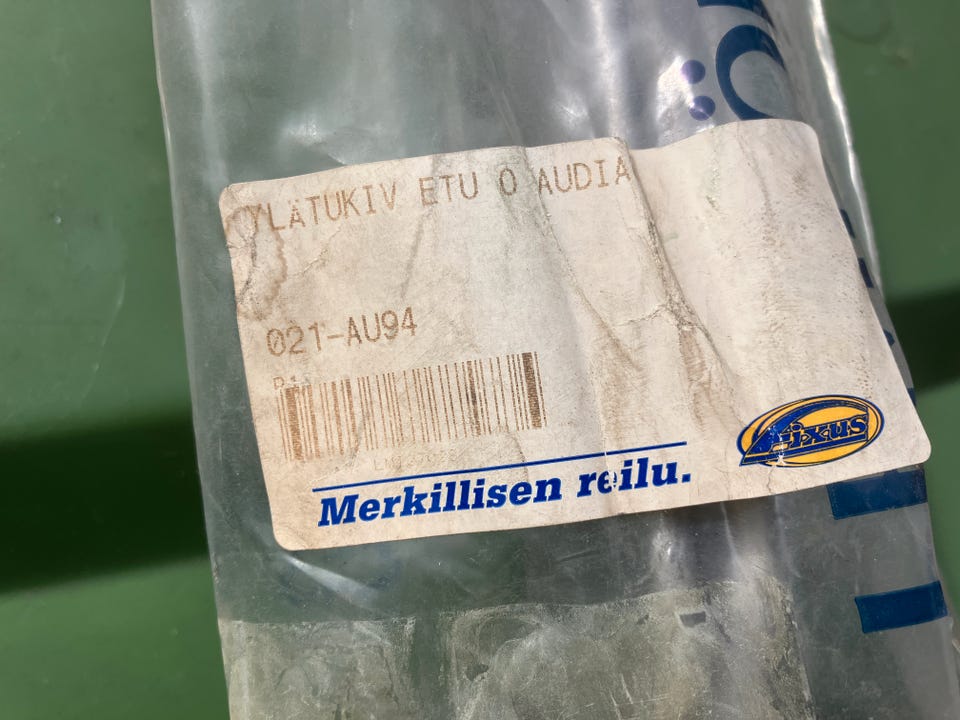 YLÄTUKIV ETU O AUDIA
021-AU94
Merkillisen reilu.
Fixus